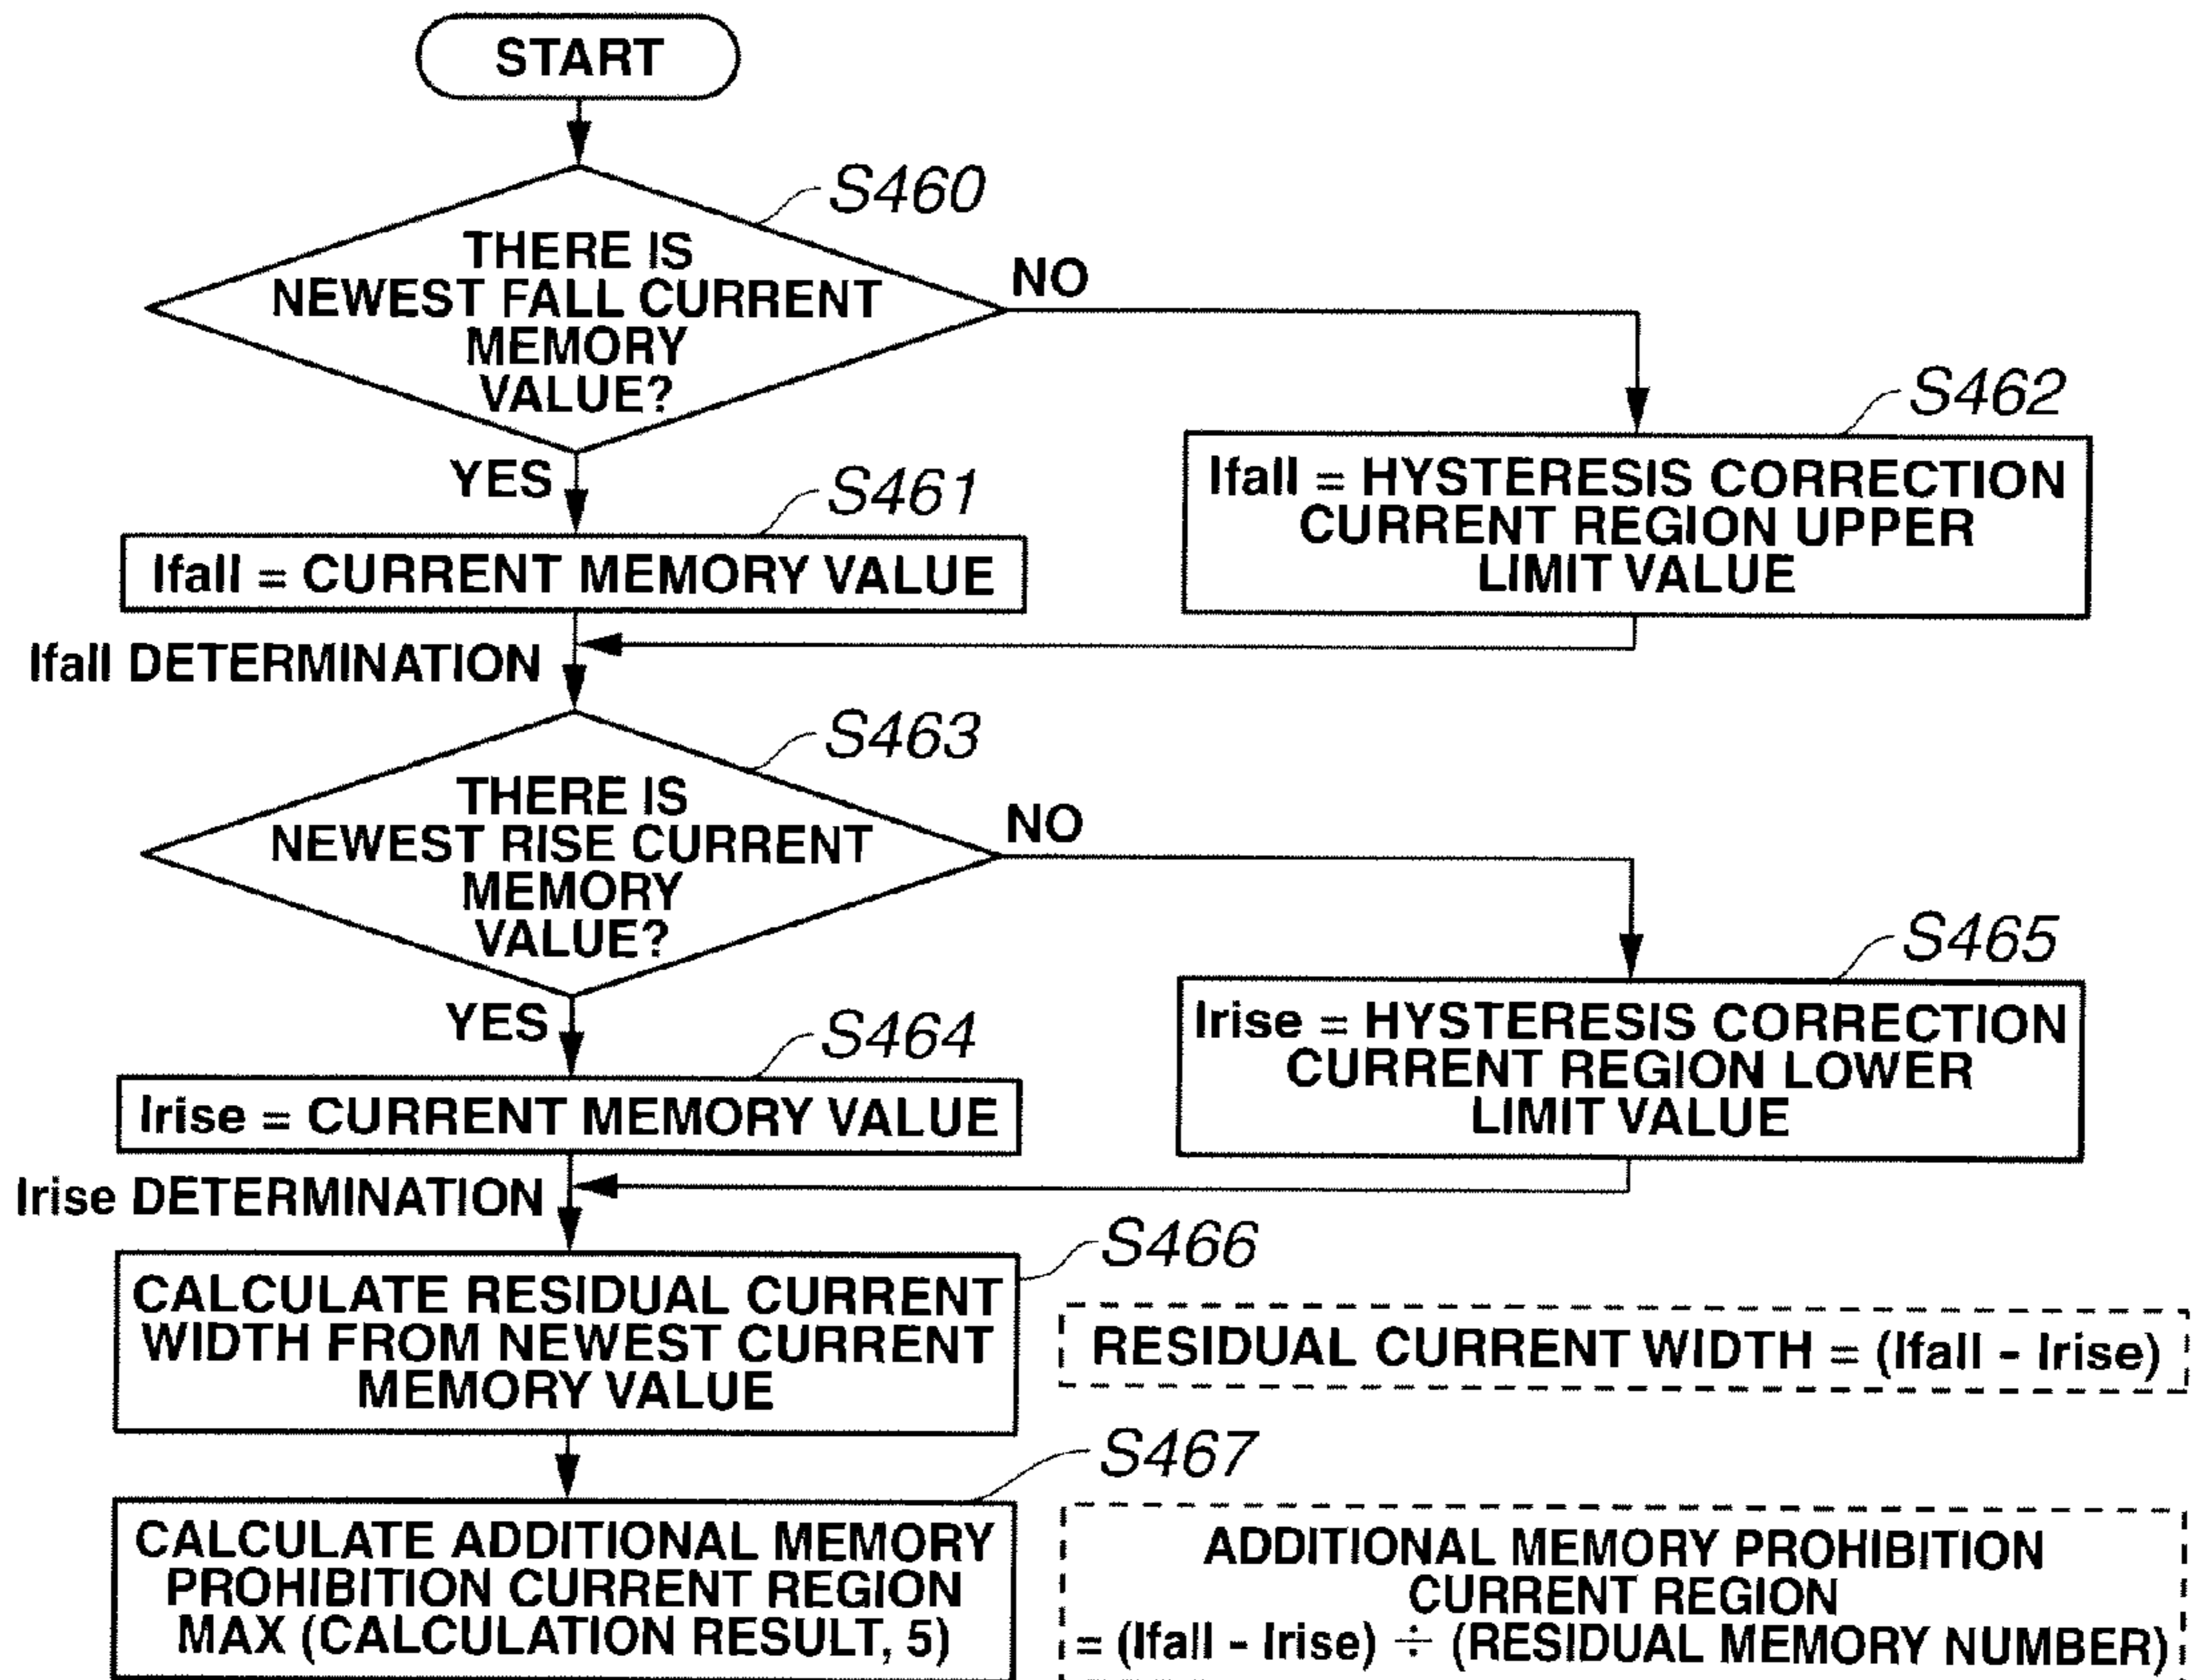 START
S460
THERE IS
NEWEST FALL CURRENT
MEMORY
VALUE?
NO
YES
S461
Ifall = CURRENT MEMORY VALUE
S462
Ifall = HYSTERESIS CORRECTION
CURRENT REGION UPPER
LIMIT VALUE
Ifall DETERMINATION
S463
THERE IS
NEWEST RISE CURRENT
MEMORY
VALUE?
NO
YES
S464
Irise = CURRENT MEMORY VALUE
S465
Irise = HYSTERESIS CORRECTION
CURRENT REGION LOWER
LIMIT VALUE
Irise DETERMINATION
S466
CALCULATE RESIDUAL CURRENT
WIDTH FROM NEWEST CURRENT
MEMORY VALUE
RESIDUAL CURRENT WIDTH = (Ifall - Irise)
S467
CALCULATE ADDITIONAL MEMORY
PROHIBITION CURRENT REGION
MAX (CALCULATION RESULT, 5)
ADDITIONAL MEMORY PROHIBITION
CURRENT REGION
= (Ifall - Irise) ÷ (RESIDUAL MEMORY NUMBER)